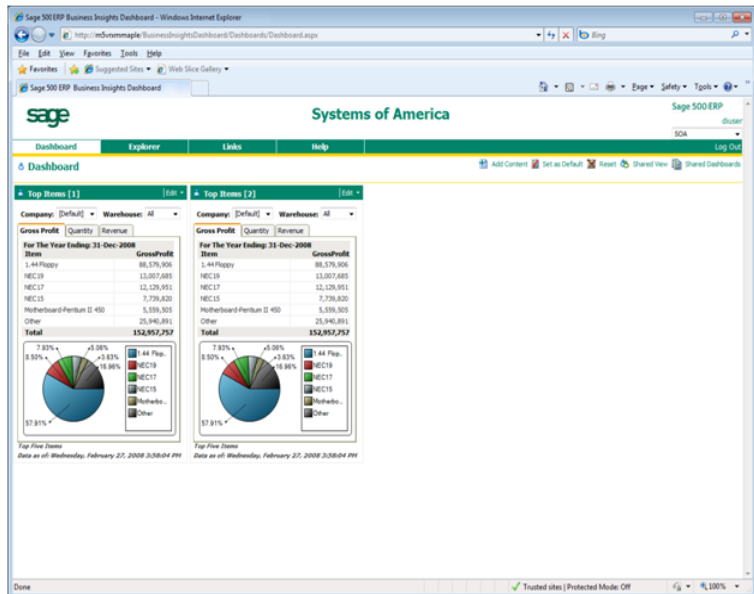 Sage 500 ERP Business Insights Dashboard - Windows Internet Explorer
http://m5vnmmaple/BusinessInsightsDashboard/Dashboards/Dashboard.aspx
Bing
File Edit View Favorites Tools Help
Favorites Suggested Sites Web Slice Gallery
Sage 500 ERP Business Insights Dashboard
Page Safety Tools
sage
Systems of America
Sage 500 ERP
diuser
SOA
Dashboard Explorer Links Help Log Out
Dashboard
Add Content Set as Default Reset Shared View Shared Dashboards
Top Items [1] Edit
Company: [Default] Warehouse: All
Gross Profit Quantity Revenue
For The Year Ending: 31-Dec-2008
Item GrossProfit
1.44 Floppy 88,579,906
NEC19 13,007,685
NEC17 12,129,951
NEC15 7,739,820
Motherboard-Pentium II 450 5,559,505
Other 25,940,891
Total 152,957,757
7.93% 5.06%
8.50% 3.63%
16.96%
57.91%
1.44 Flop..
NEC19
NEC17
NEC15
Motherbo..
Other
Top Five Items
Data as of: Wednesday, February 27, 2008 3:58:04 PM
Top Items [2] Edit
Company: [Default] Warehouse: All
Gross Profit Quantity Revenue
For The Year Ending: 31-Dec-2008
Item GrossProfit
1.44 Floppy 88,579,906
NEC19 13,007,685
NEC17 12,129,951
NEC15 7,739,820
Motherboard-Pentium II 450 5,559,505
Other 25,940,891
Total 152,957,757
7.93% 5.06%
8.50% 3.63%
16.96%
57.91%
1.44 Flop..
NEC19
NEC17
NEC15
Motherbo..
Other
Top Five Items
Data as of: Wednesday, February 27, 2008 3:58:04 PM
Done
Trusted sites | Protected Mode: Off
100%